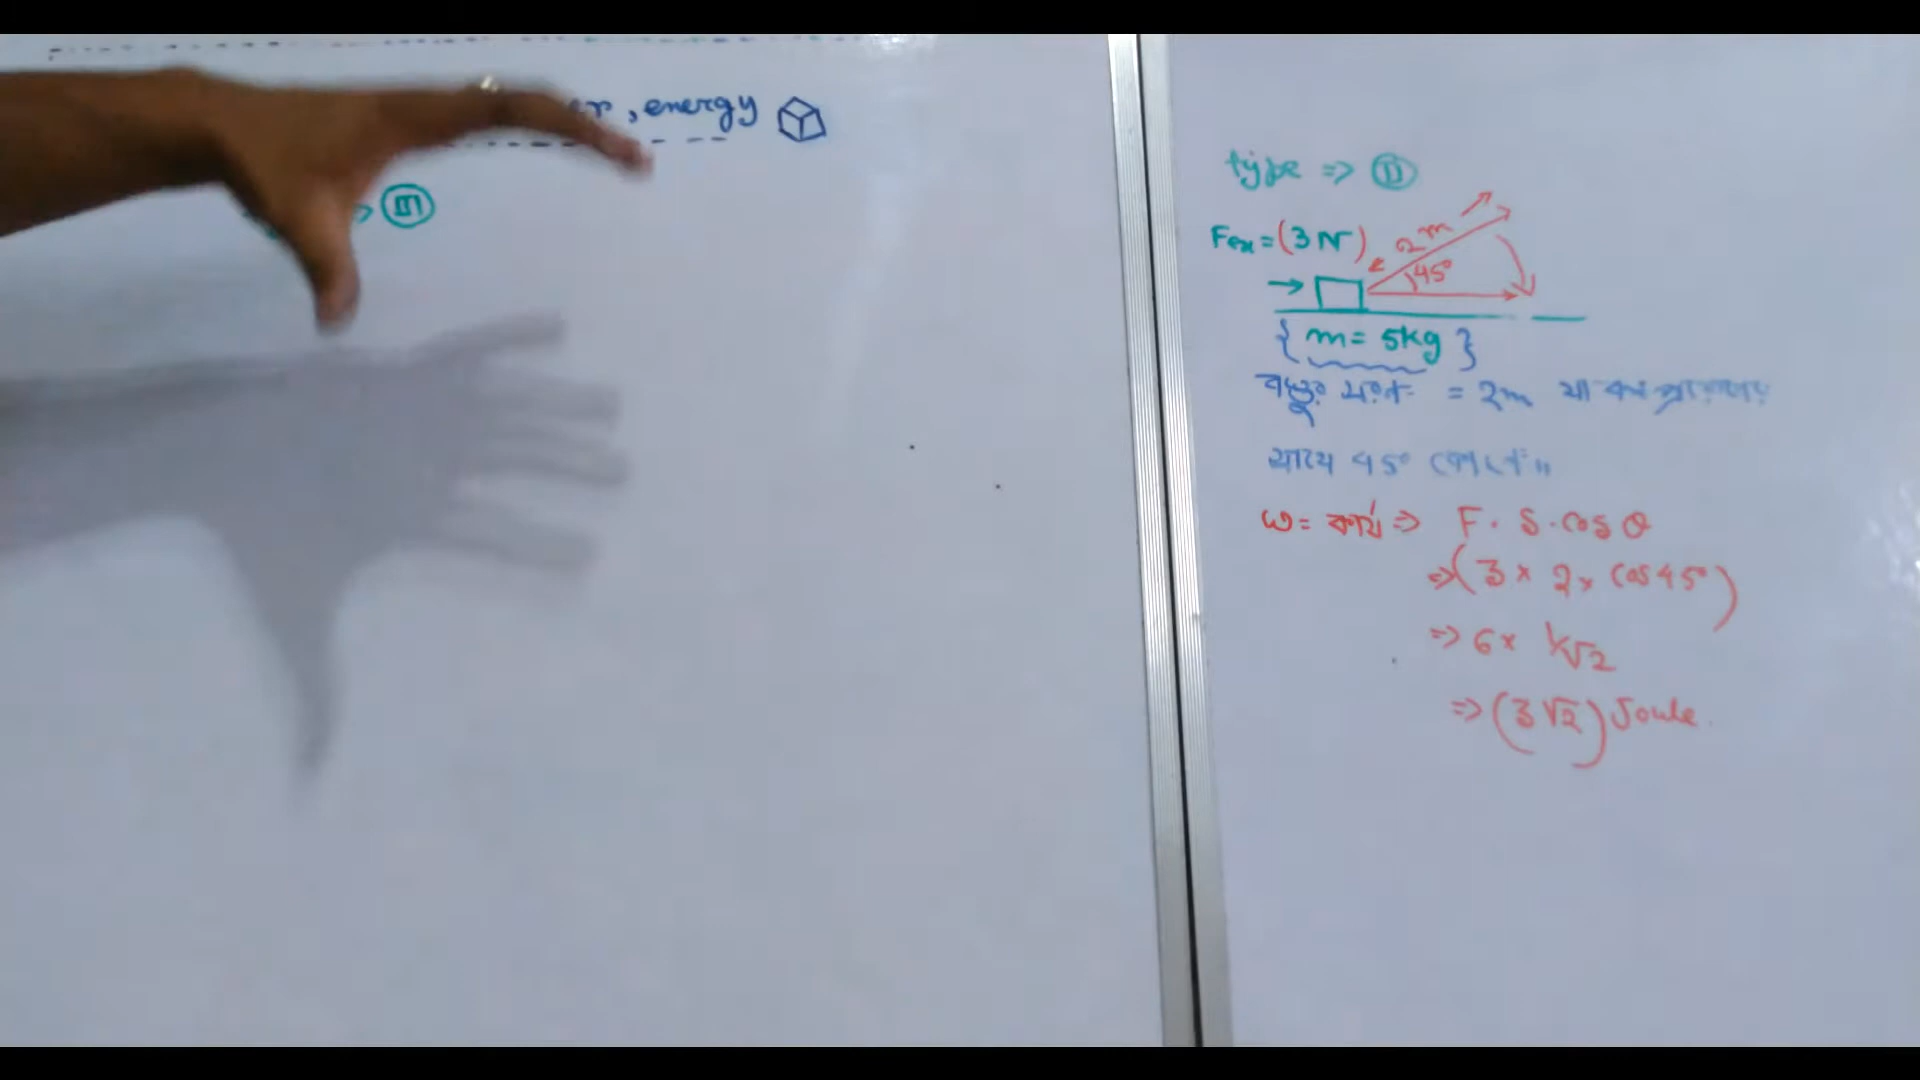 , energy
III
type ⇒ II
Fex = (3 N)
2m
45°
{ m = 5kg }
বস্তুর সরণ = 2m যা বল প্রয়োগের
সাথে 45° কোণে ॥
W = কার্য ⇒ F. S. cos θ
⇒ (3 × 2 × cos 45°)
⇒ 6 × 1/√2
⇒ (3√2) Joule